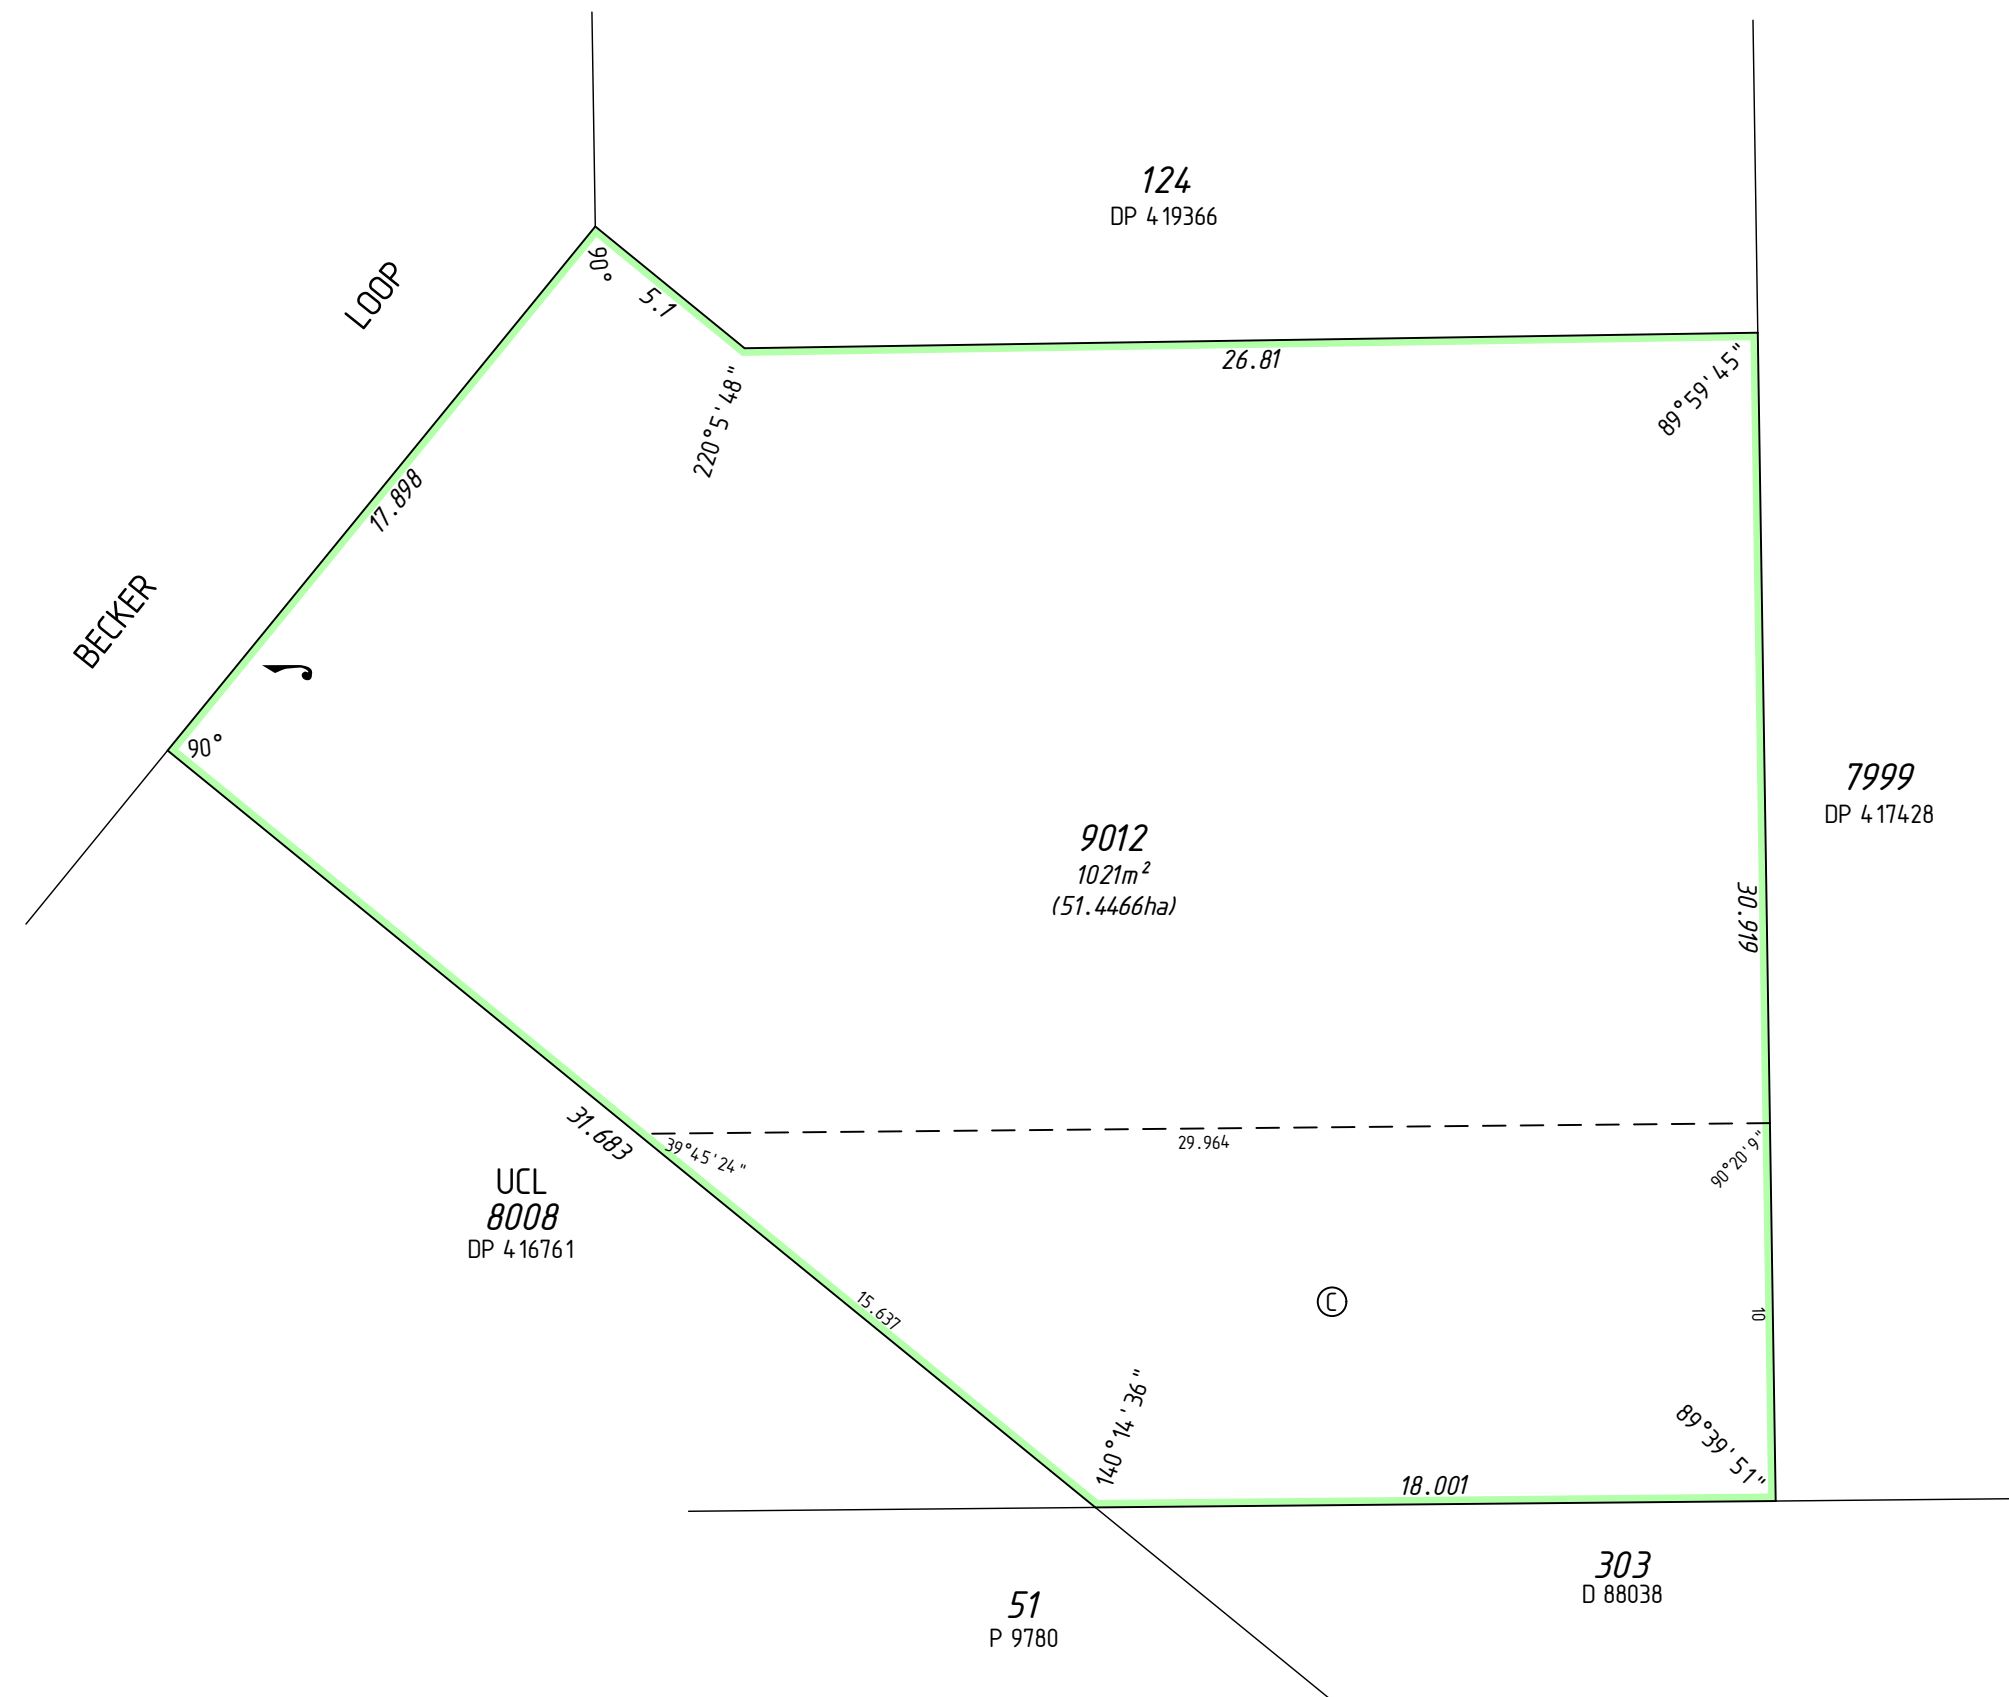 124
DP 419366
LOOP
90°
5.1
26.81
89°59'45"
220°5'48"
17.898
BECKER
90°
7999
DP 417428
9012
1021m²
(51.4466ha)
30.919
31.683
39°45'24"
29.964
90°20'9"
UCL
8008
DP 416761
15.637
C
10
140°14'36"
89°39'51"
18.001
303
D 88038
51
P 9780